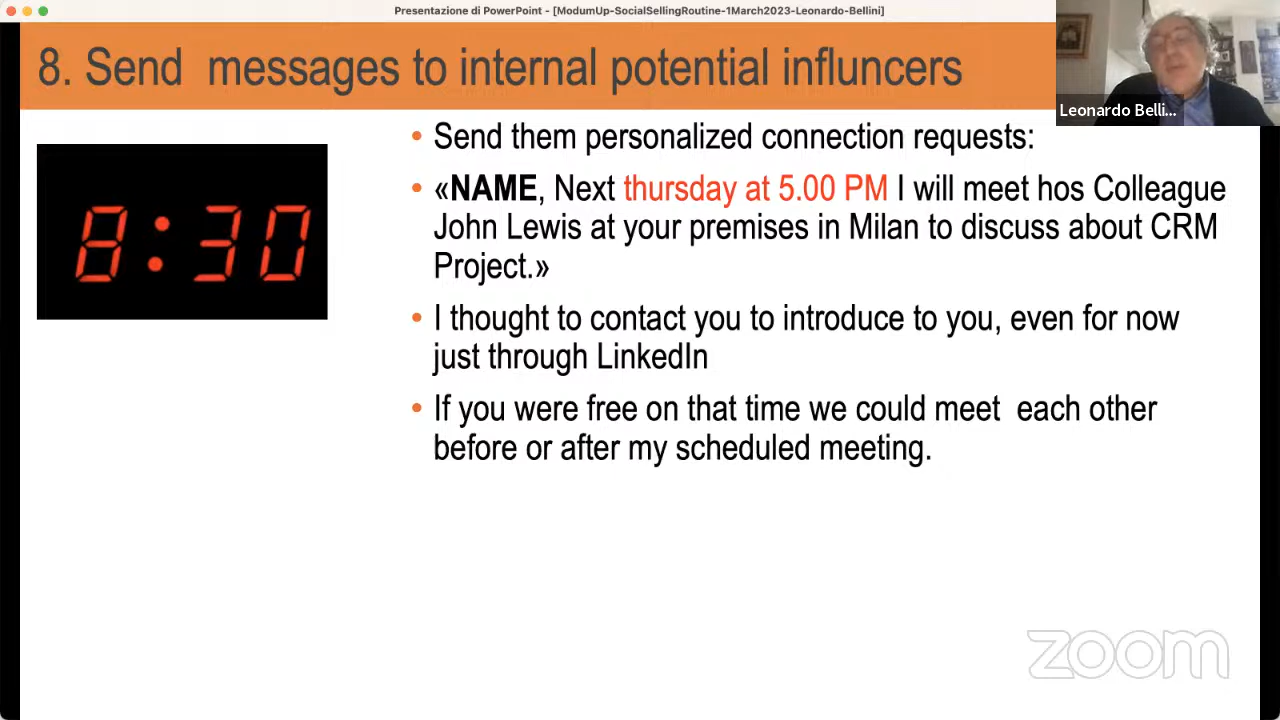 Presentazione di PowerPoint - [ModumUp-SocialSellingRoutine-1March2023-Leonardo-Bellini]
8. Send  messages to internal potential influncers
Leonardo Belli...
8:30
• Send them personalized connection requests:
• «NAME, Next thursday at 5.00 PM I will meet hos Colleague
John Lewis at your premises in Milan to discuss about CRM
Project.»
• I thought to contact you to introduce to you, even for now
just through LinkedIn
• If you were free on that time we could meet  each other
before or after my scheduled meeting.
zoom